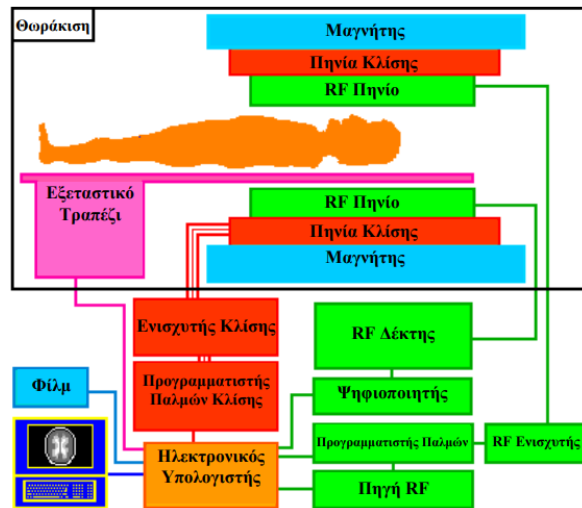 Θωράκιση
Μαγνήτης
Πηνία Κλίσης
RF Πηνίο
Εξεταστικό
Τραπέζι
RF Πηνίο
Πηνία Κλίσης
Μαγνήτης
Ενισχυτής Κλίσης
RF Δέκτης
Φίλμ
Προγραμματιστής
Παλμών Κλίσης
Ψηφιοποιητής
Ηλεκτρονικός
Υπολογιστής
Προγραμματιστής Παλμών
RF Ενισχυτής
Πηγή RF